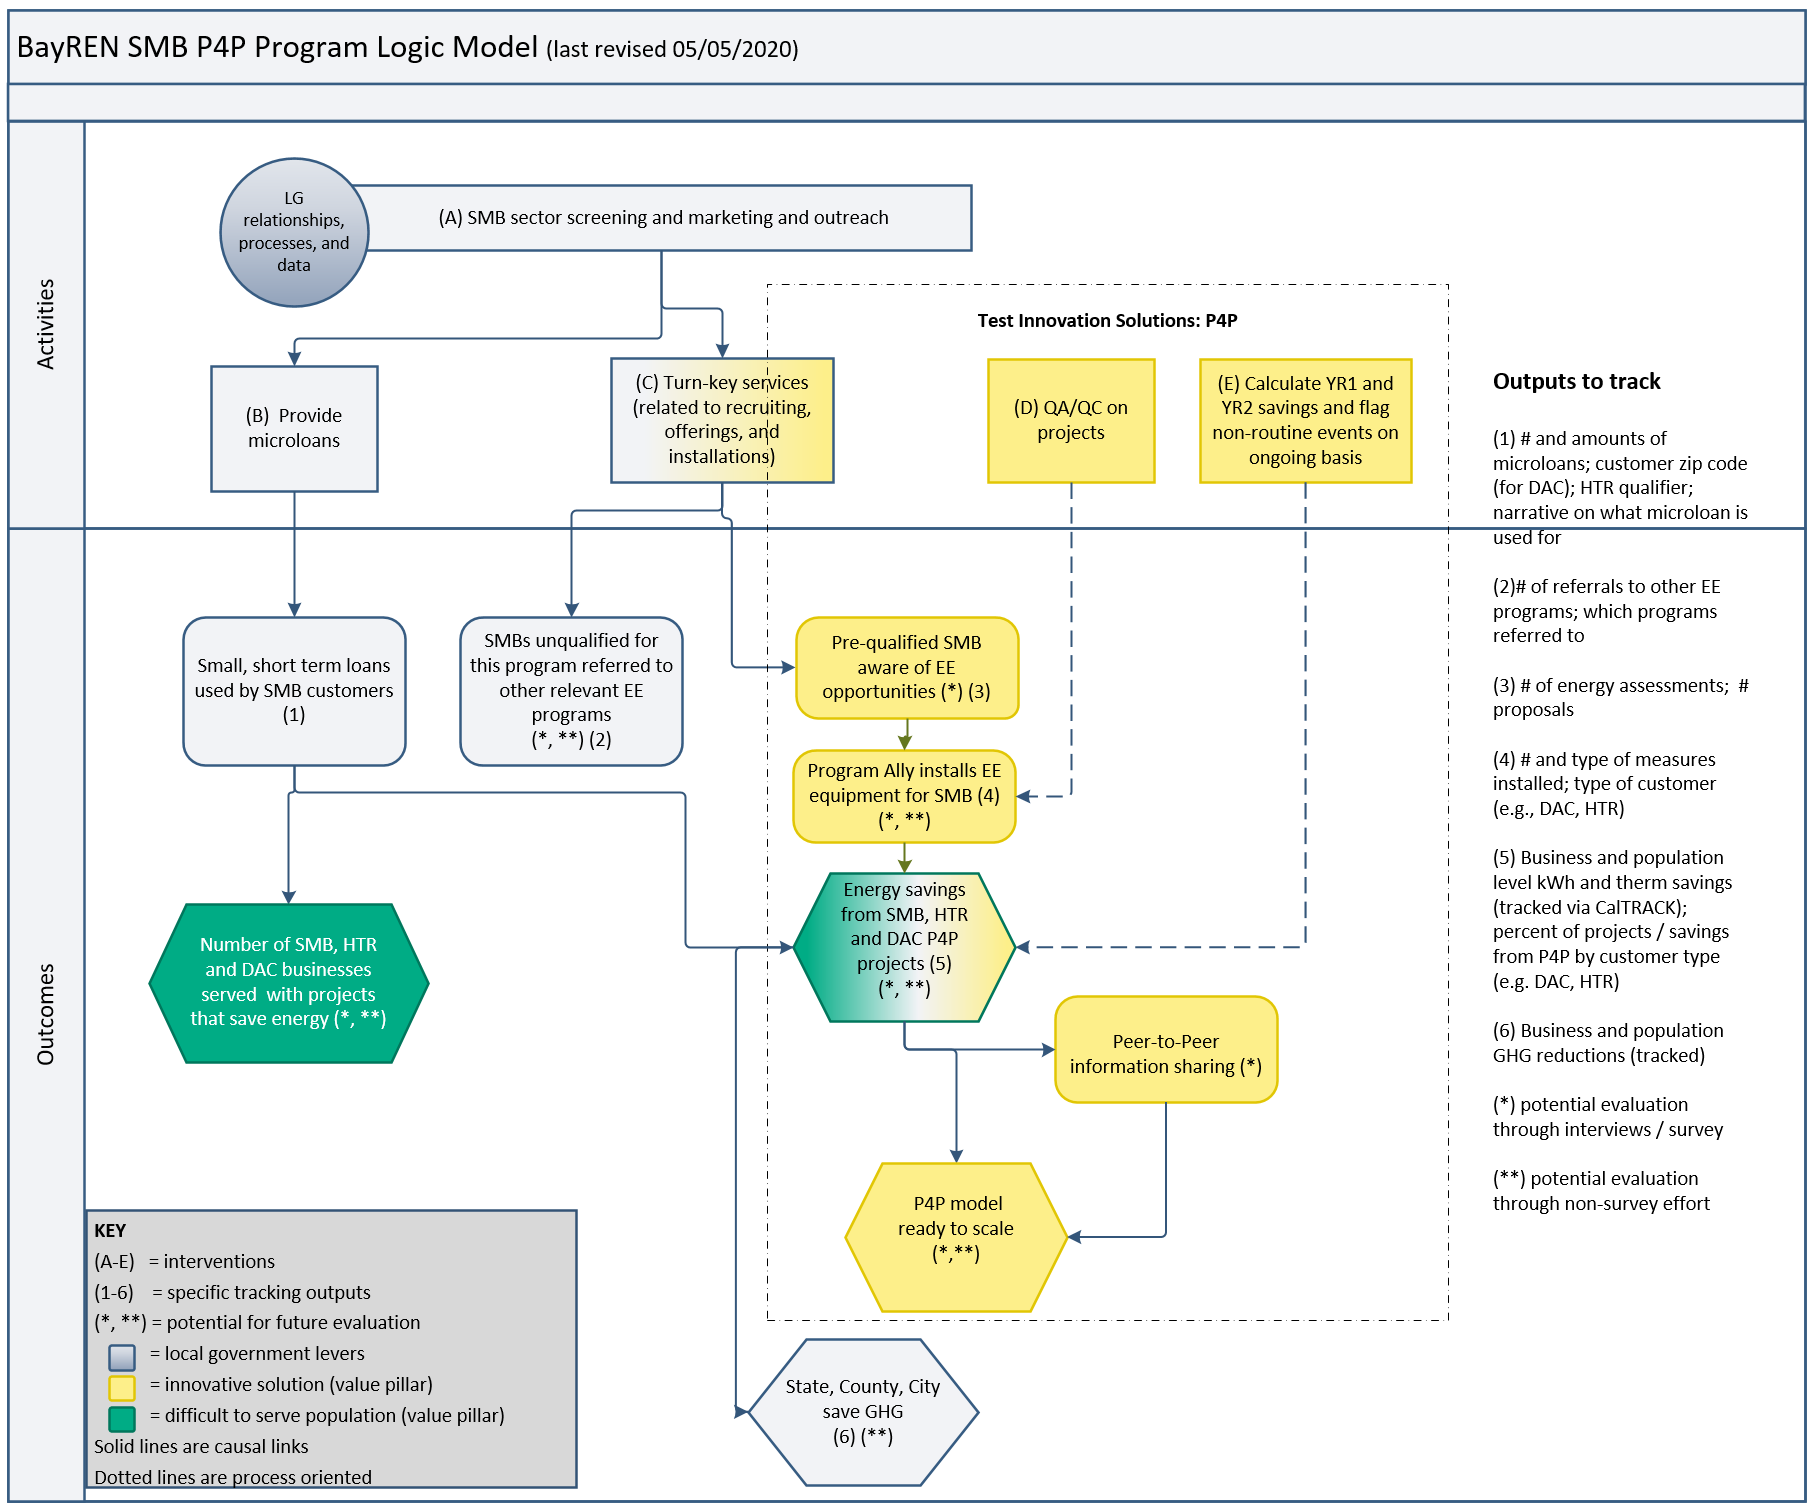 BayREN SMB P4P Program Logic Model (last revised 05/05/2020)
Activities
LG
relationships,
processes, and
data
(A) SMB sector screening and marketing and outreach
Test Innovation Solutions: P4P
(B)  Provide
microloans
(C) Turn-key services
(related to recruiting,
offerings, and
installations)
(D) QA/QC on
projects
(E) Calculate YR1 and
YR2 savings and flag
non-routine events on
ongoing basis
Outcomes
Small, short term loans
used by SMB customers
(1)
SMBs unqualified for
this program referred to
other relevant EE
programs
(*, **) (2)
Pre-qualified SMB
aware of EE
opportunities (*) (3)
Program Ally installs EE
equipment for SMB (4)
(*, **)
Energy savings
from SMB, HTR
and DAC P4P
projects (5)
(*, **)
Number of SMB, HTR
and DAC businesses
served  with projects
that save energy (*, **)
Peer-to-Peer
information sharing (*)
P4P model
ready to scale
(*,**)
State, County, City
save GHG
(6) (**)
Outputs to track
(1) # and amounts of
microloans; customer zip code
(for DAC); HTR qualifier;
narrative on what microloan is
used for
(2)# of referrals to other EE
programs; which programs
referred to
(3) # of energy assessments;  #
proposals
(4) # and type of measures
installed; type of customer
(e.g., DAC, HTR)
(5) Business and population
level kWh and therm savings
(tracked via CalTRACK);
percent of projects / savings
from P4P by customer type
(e.g. DAC, HTR)
(6) Business and population
GHG reductions (tracked)
(*) potential evaluation
through interviews / survey
(**) potential evaluation
through non-survey effort
KEY
(A-E)   = interventions
(1-6)    = specific tracking outputs
(*, **) = potential for future evaluation
= local government levers
= innovative solution (value pillar)
= difficult to serve population (value pillar)
Solid lines are causal links
Dotted lines are process oriented